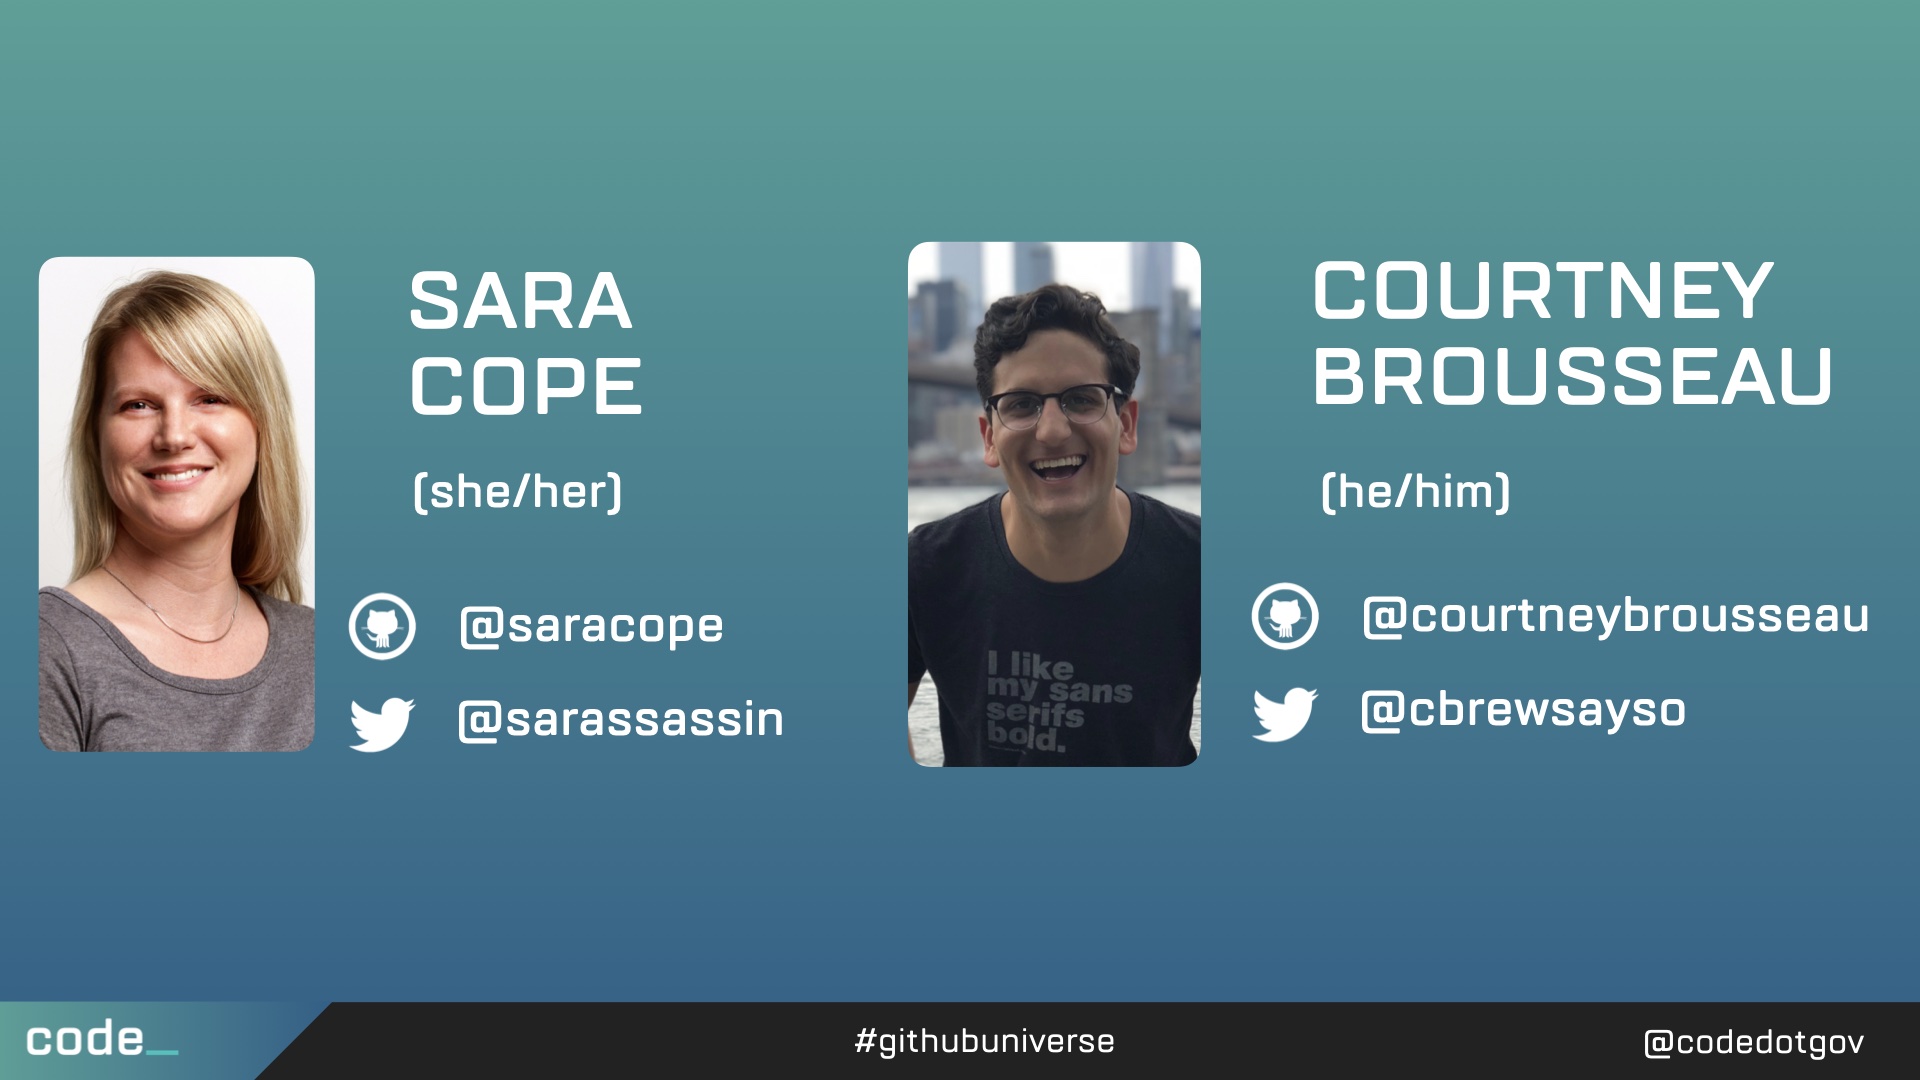 SARA
COPE
(she/her)
@saracope
@sarassassin
I like
my sans
serifs
bold.
COURTNEY
BROUSSEAU
(he/him)
@courtneybrousseau
@cbrewsayso
code_
#githubuniverse
@codedotgov